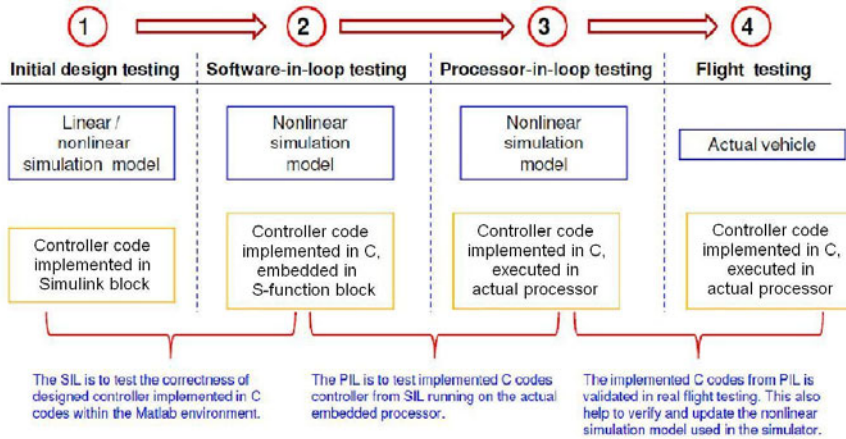 1
2
3
4
Initial design testing
Software-in-loop testing
Processor-in-loop testing
Flight testing
Linear /
nonlinear
simulation model
Nonlinear
simulation
model
Nonlinear
simulation
model
Actual vehicle
Controller code
implemented in
Simulink block
Controller code
implemented in C,
embedded in
S-function block
Controller code
implemented in C,
executed in
actual processor
Controller code
implemented in C,
executed in
actual processor
The SIL is to test the correctness of
designed controller implemented in C
codes within the Matlab environment.
The PIL is to test implemented C codes
controller from SIL running on the actual
embedded processor.
The implemented C codes from PIL is
validated in real flight testing. This also
help to verify and update the nonlinear
simulation model used in the simulator.